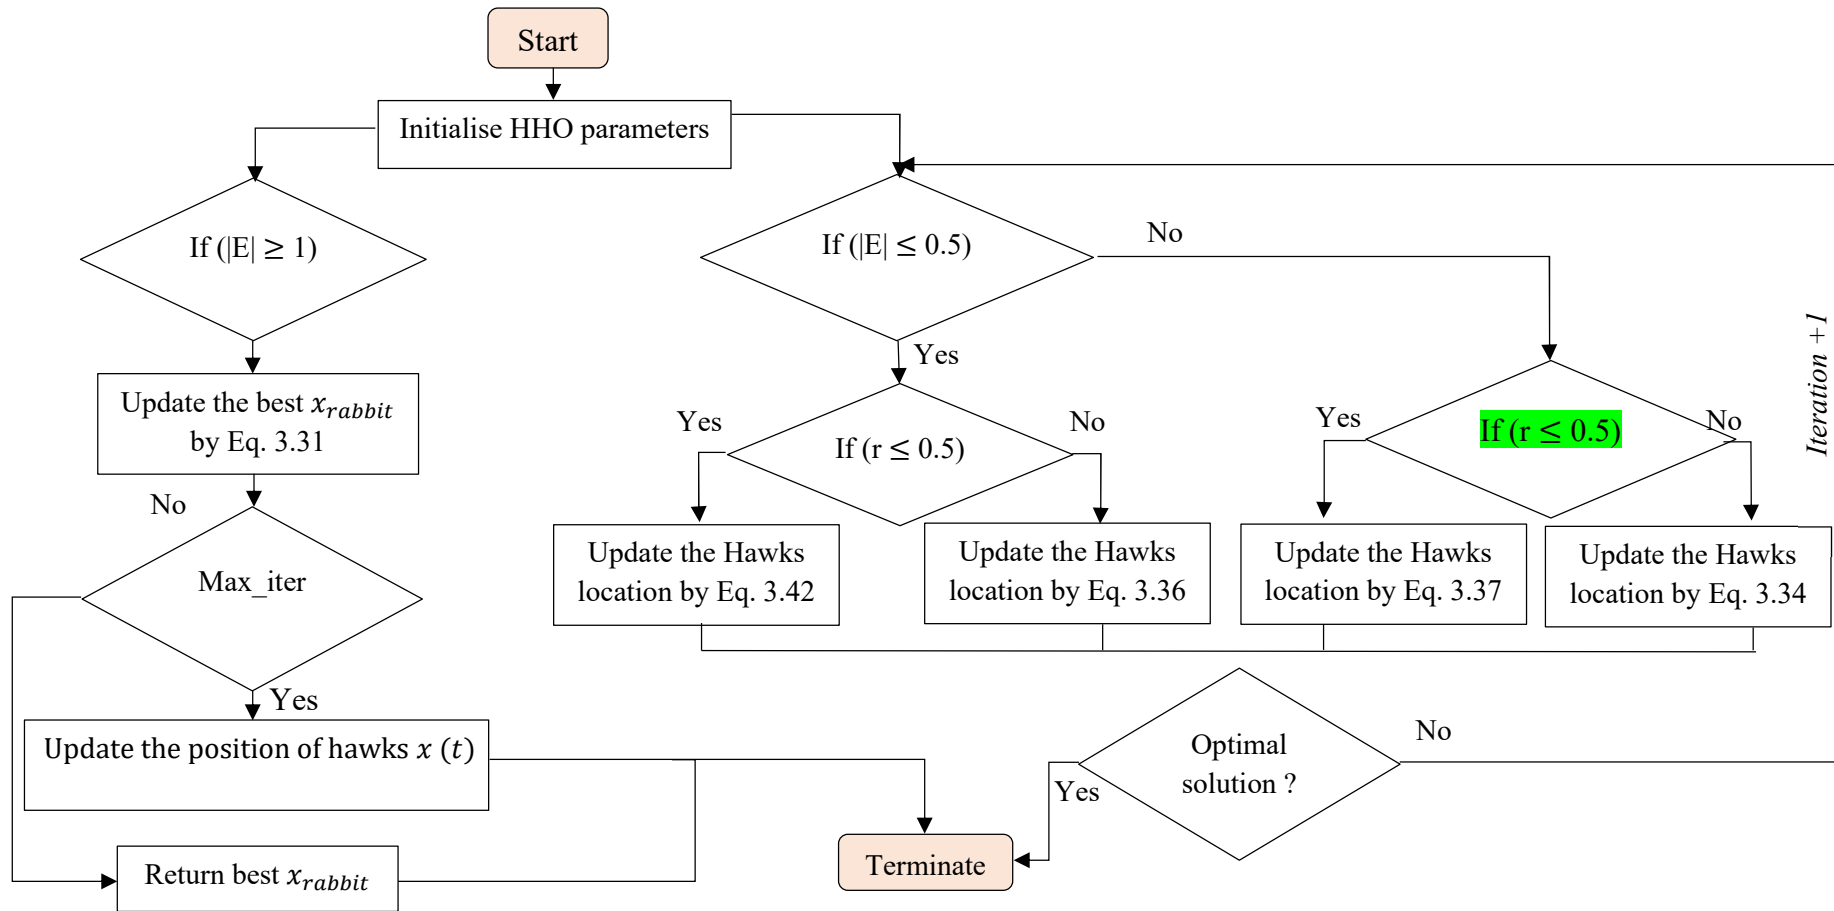 Start
Initialise HHO parameters
If (|E| ≥ 1)
If (|E| ≤ 0.5)
No
Yes
Update the best x_rabbit
by Eq. 3.31
Yes
If (r ≤ 0.5)
No
Yes
If (r ≤ 0.5)
No
Iteration +1
No
Max_iter
Yes
Update the Hawks
location by Eq. 3.42
Update the Hawks
location by Eq. 3.36
Update the Hawks
location by Eq. 3.37
Update the Hawks
location by Eq. 3.34
Update the position of hawks x (t)
Optimal
solution ?
No
Yes
Return best x_rabbit
Terminate